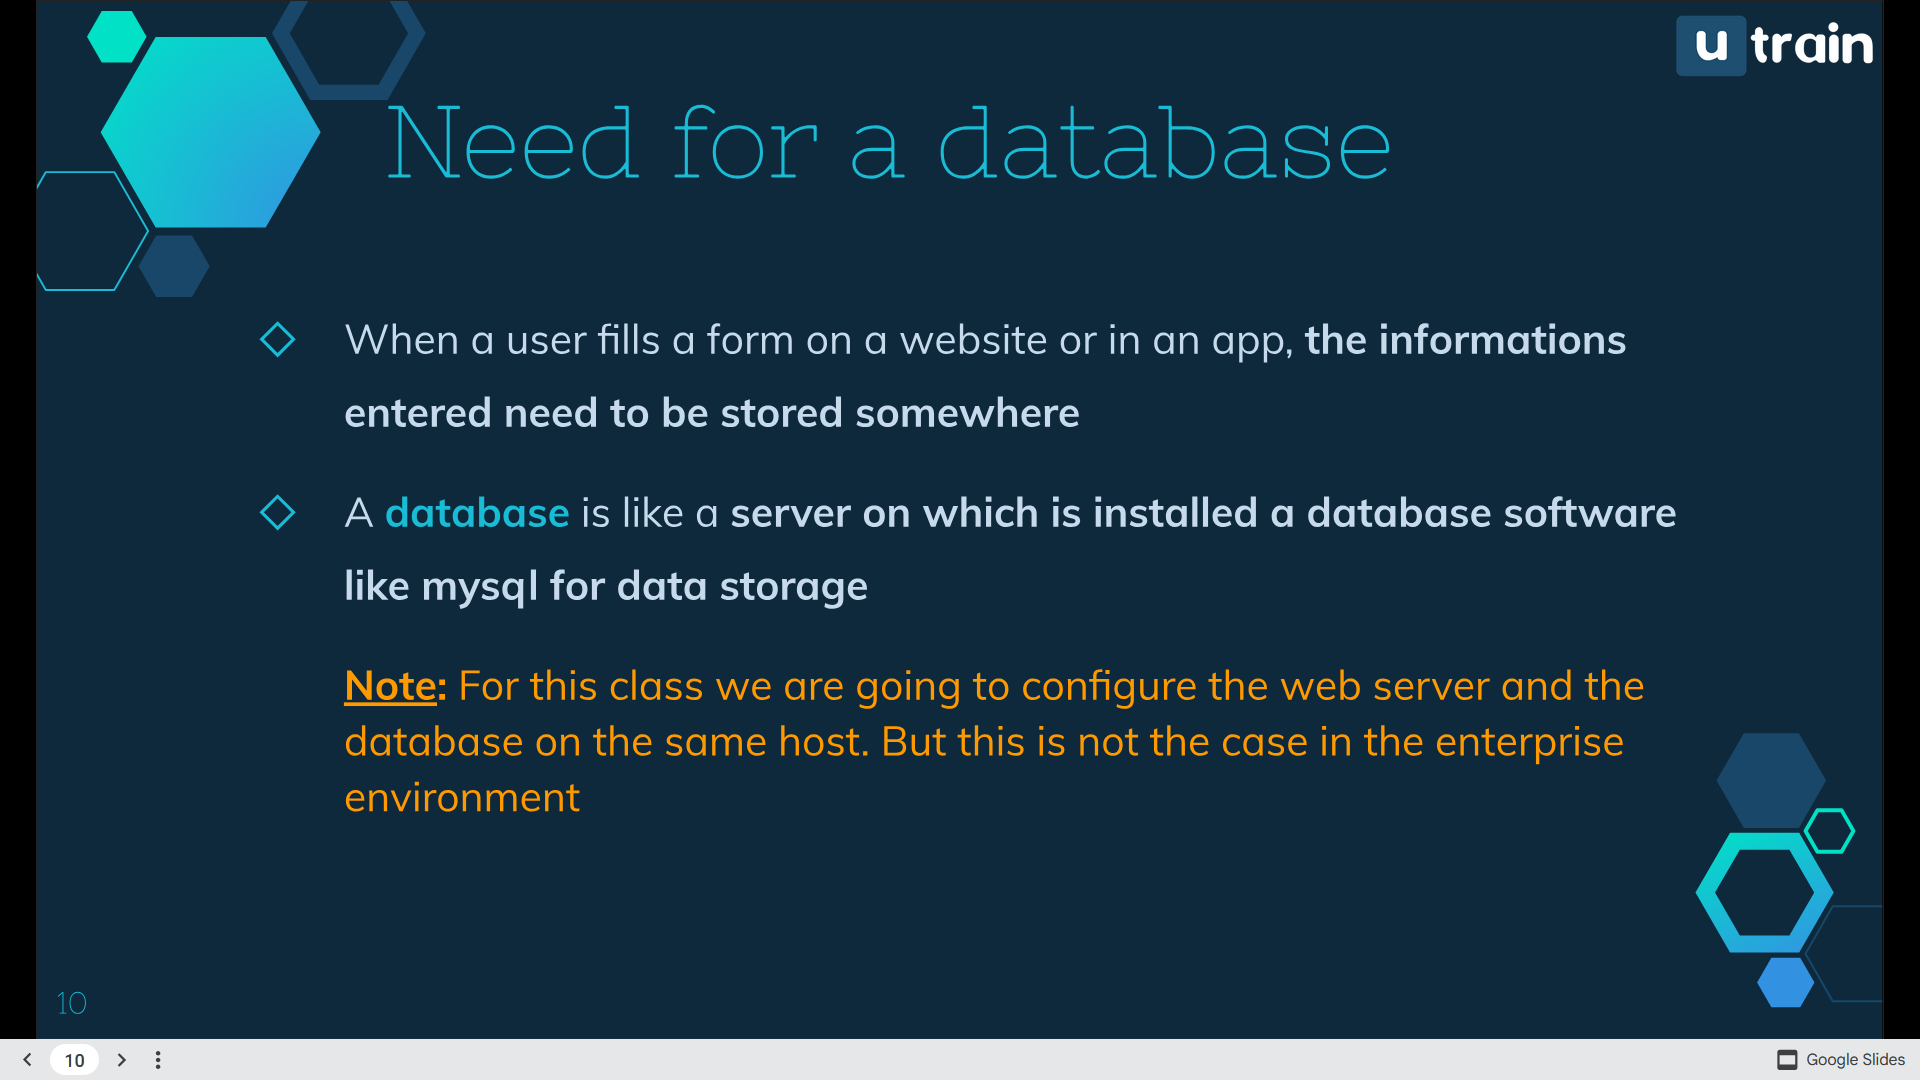 u train
Need for a database
When a user fills a form on a website or in an app, the informations
entered need to be stored somewhere
A database is like a server on which is installed a database software
like mysql for data storage
Note: For this class we are going to configure the web server and the
database on the same host. But this is not the case in the enterprise
environment
10
10
Google Slides